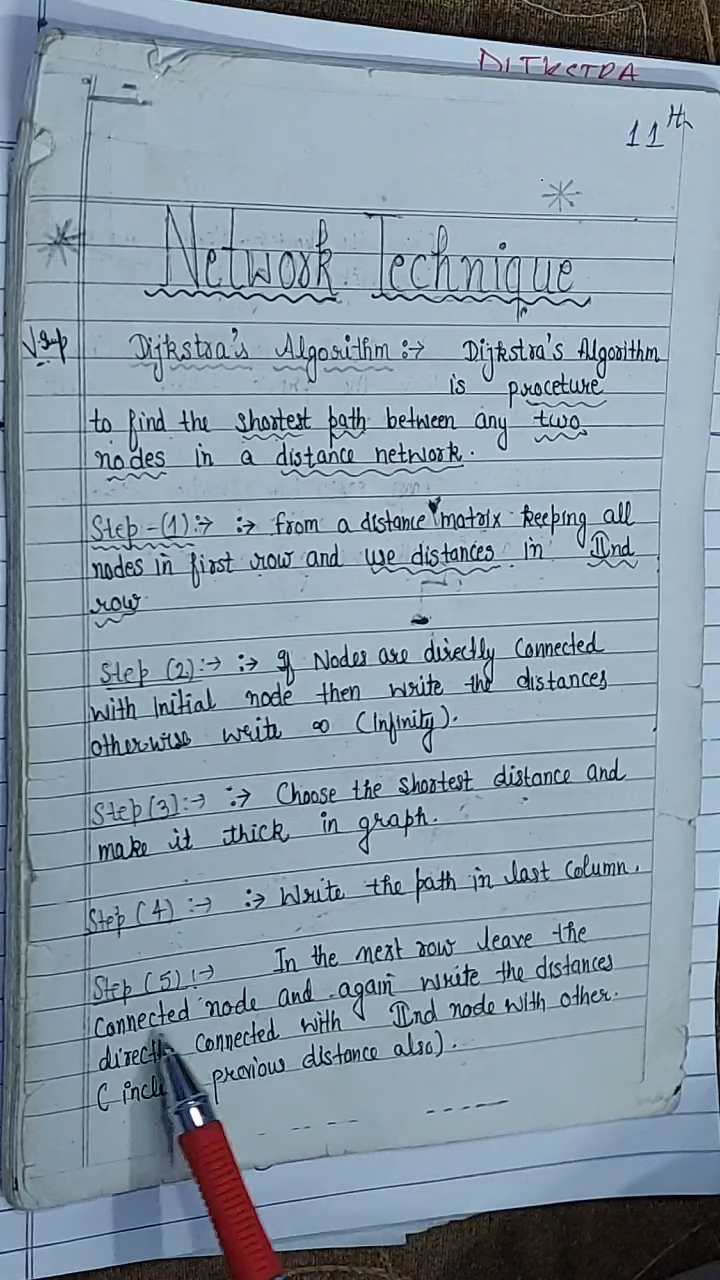 DIJKSTRA
11th
Network Technique
V.Imp Dijkstra's Algorithm :→ Dijkstra's Algorithm
is proceture
to find the shortest path between any two
nodes in a distance network.
Step-(1):→ :→ from a distance matrix keeping all
nodes in first row and use distances in IInd
row
Step (2):→ :→ If Nodes are directly Connected
with Initial node then write the distances
otherwise write ∞ (Infinity).
Step (3):→ :→ Choose the shortest distance and
make it thick in graph.
Step (4) :→ :→ Write the path in last Column.
Step (5) :→ In the next row leave the
Connected node and again write the distances
directly connected with IInd node with other.
( previous distance also).